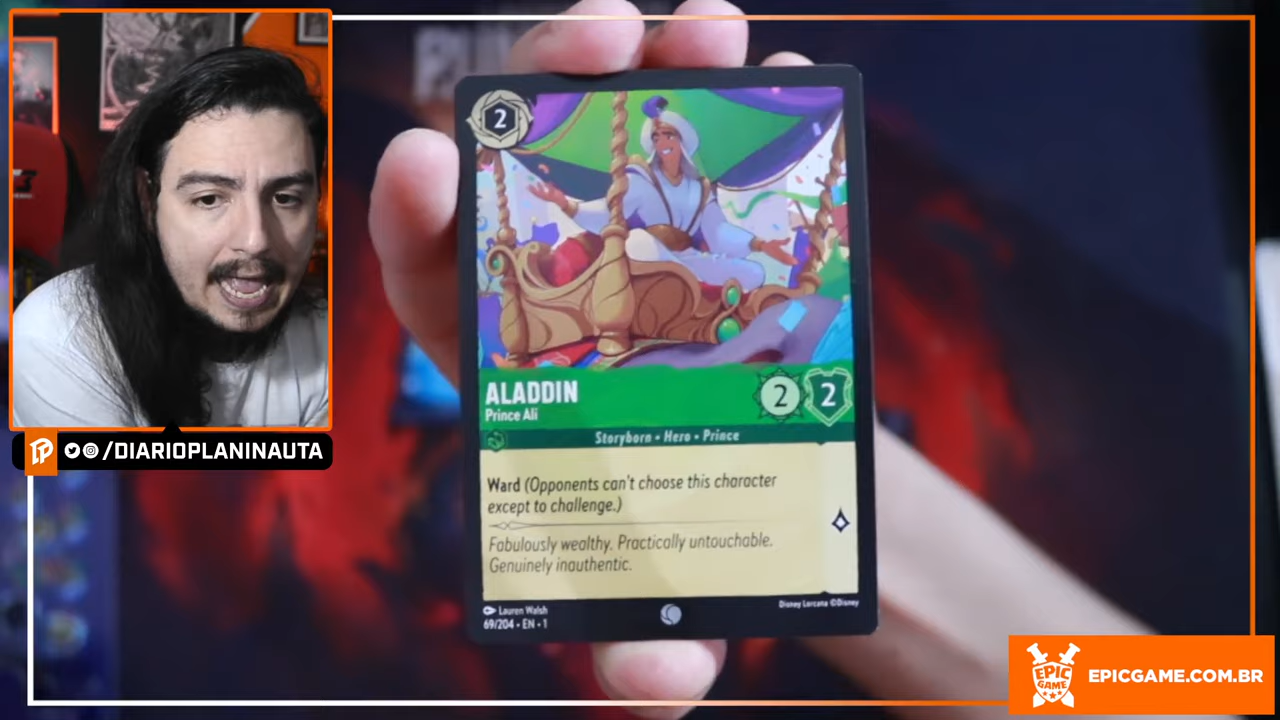 2
ALADDIN
Prince Ali
2
2
Storyborn • Hero • Prince
Ward (Opponents can't choose this character
except to challenge.)
Fabulously wealthy. Practically untouchable.
Genuinely inauthentic.
Lauren Walsh
69/204 • EN • 1
Disney Lorcana ©Disney
/DIARIOPLANINAUTA
EPIC
GAME
EPICGAME.COM.BR